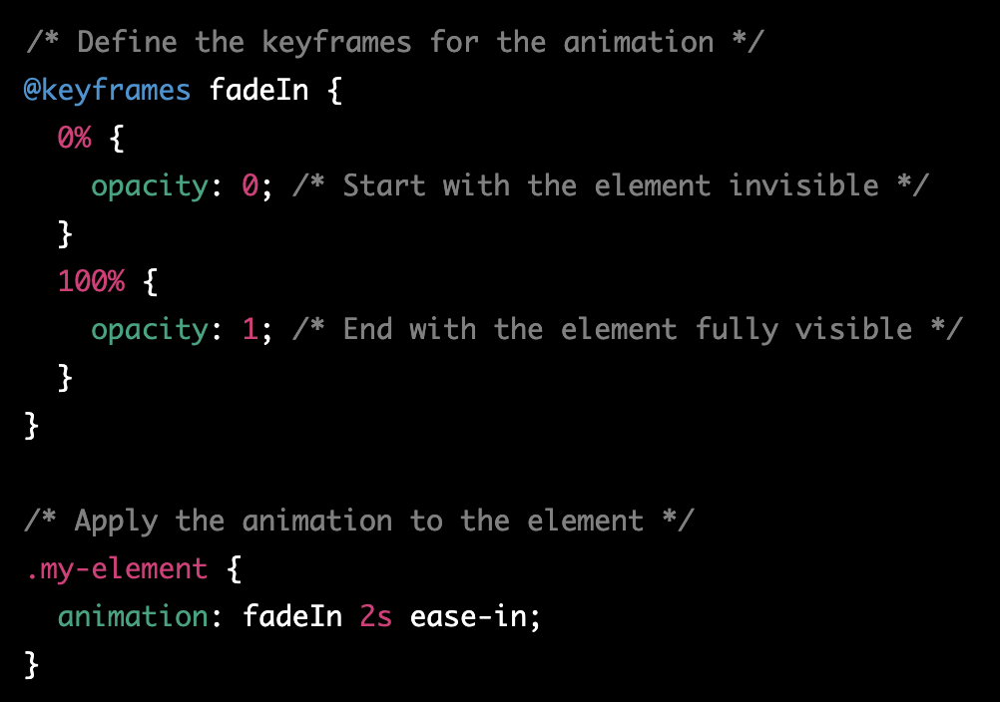 /* Define the keyframes for the animation */
@keyframes fadeIn {
  0% {
    opacity: 0; /* Start with the element invisible */
  }
  100% {
    opacity: 1; /* End with the element fully visible */
  }
}

/* Apply the animation to the element */
.my-element {
  animation: fadeIn 2s ease-in;
}